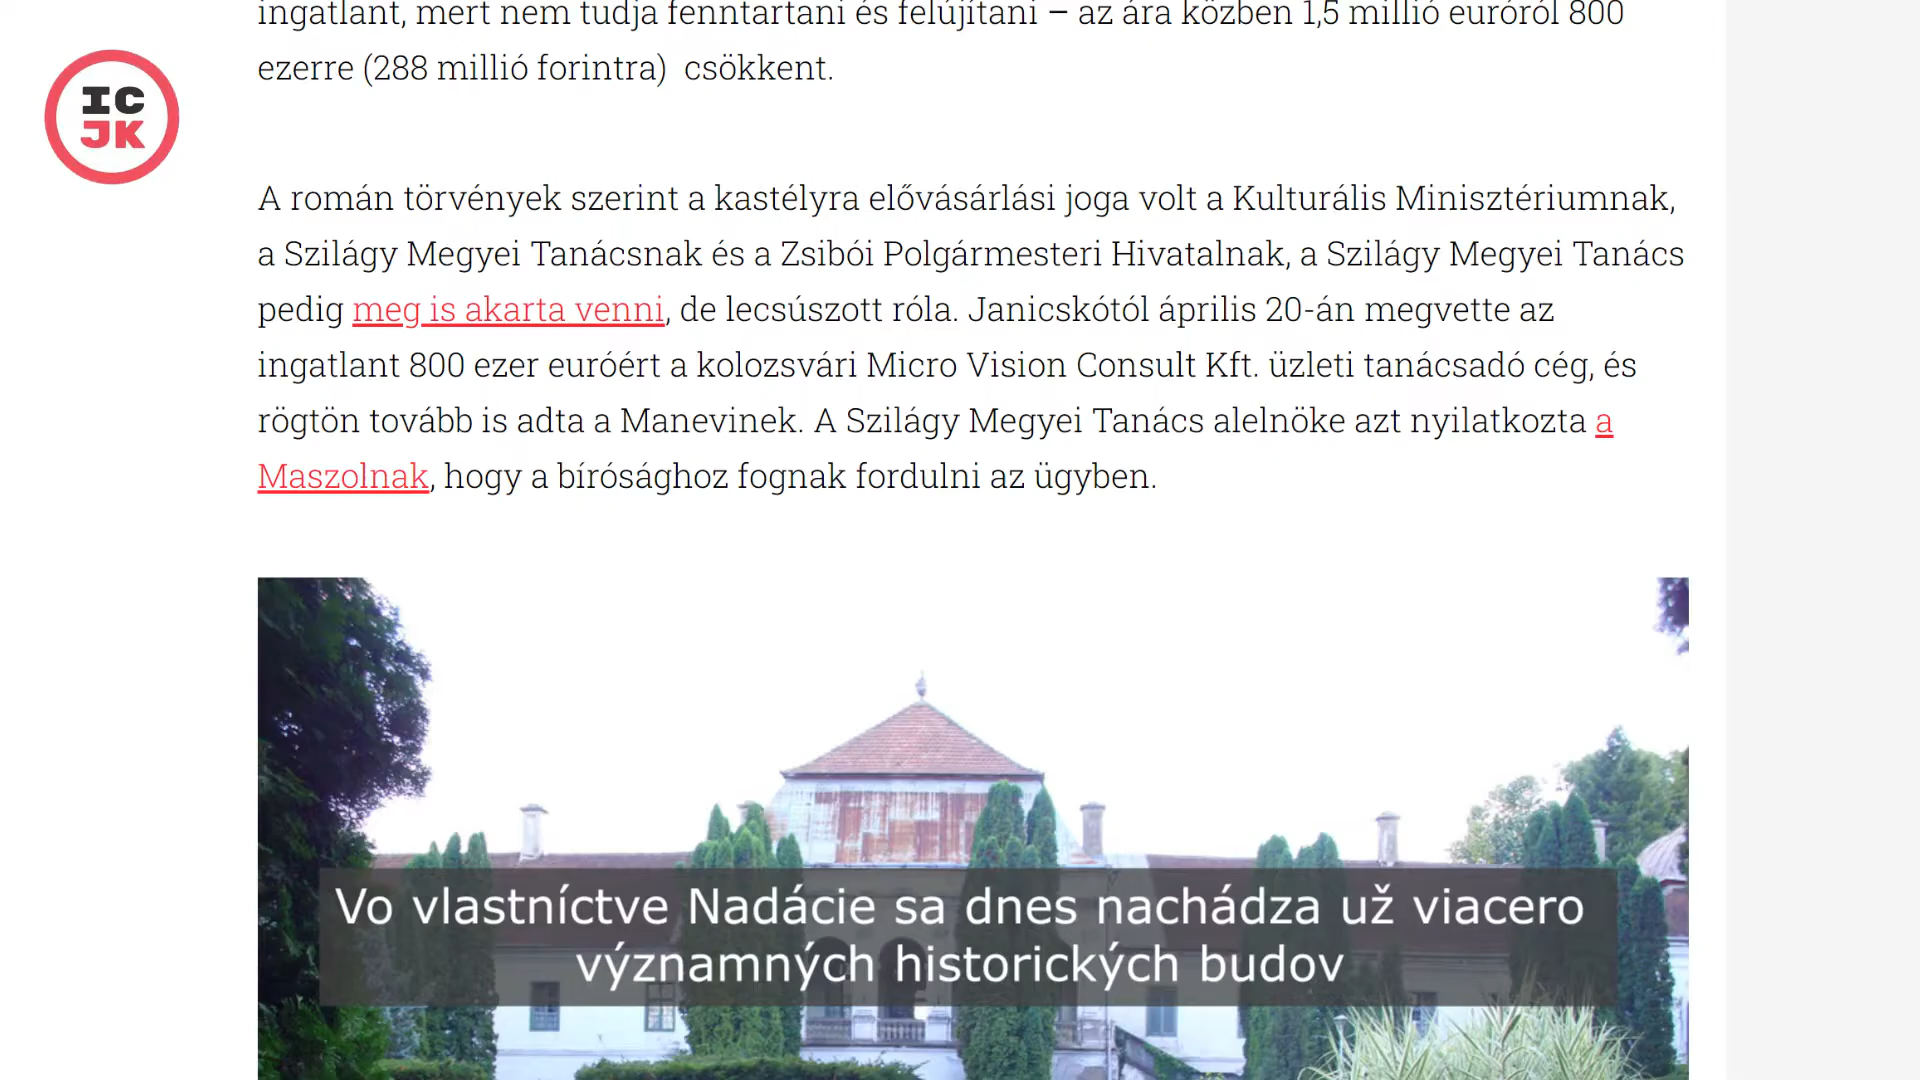 ingatlant, mert nem tudja fenntartani és felújítani – az ára közben 1,5 millió euróról 800
ezerre (288 millió forintra)  csökkent.
IC
JK
A román törvények szerint a kastélyra elővásárlási joga volt a Kulturális Minisztériumnak,
a Szilágy Megyei Tanácsnak és a Zsibói Polgármesteri Hivatalnak, a Szilágy Megyei Tanács
pedig meg is akarta venni, de lecsúszott róla. Janicskótól április 20-án megvette az
ingatlant 800 ezer euróért a kolozsvári Micro Vision Consult Kft. üzleti tanácsadó cég, és
rögtön tovább is adta a Manevinek. A Szilágy Megyei Tanács alelnöke azt nyilatkozta a
Maszolnak, hogy a bírósághoz fognak fordulni az ügyben.
Vo vlastníctve Nadácie sa dnes nachádza už viacero
významných historických budov